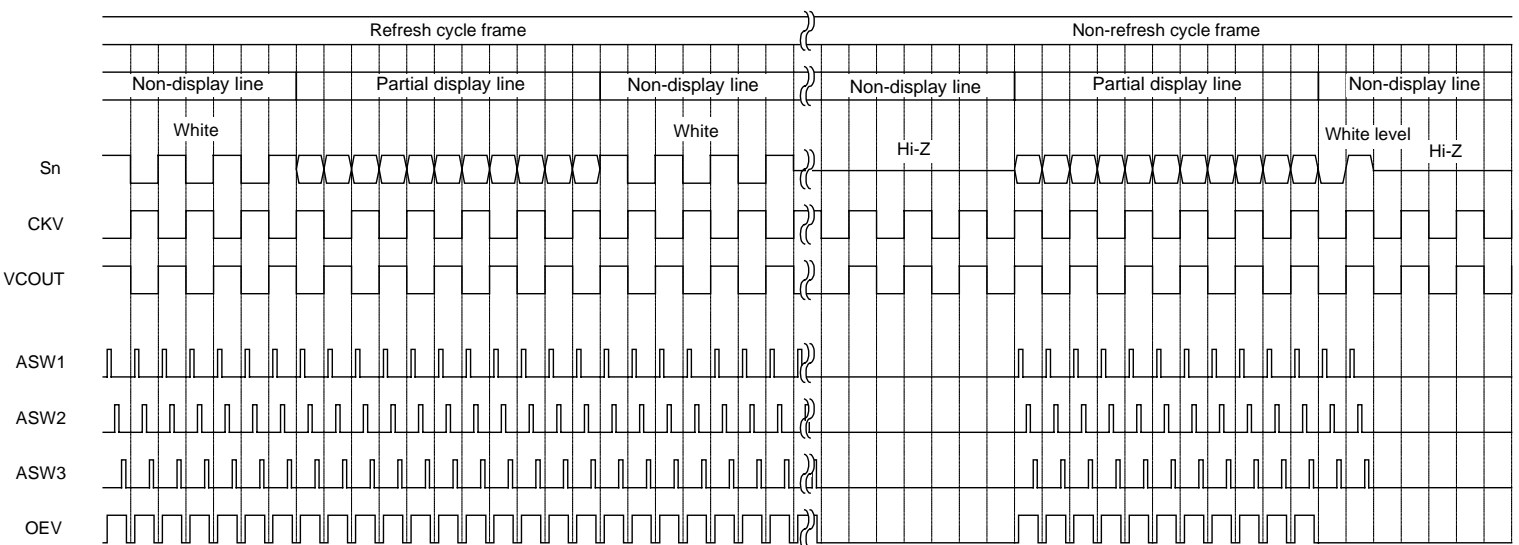 Refresh cycle frame
Non-refresh cycle frame
Non-display line
Partial display line
Non-display line
Non-display line
Partial display line
Non-display line
White
White
White level
Hi-Z
Hi-Z
Sn
CKV
VCOUT
ASW1
ASW2
ASW3
OEV